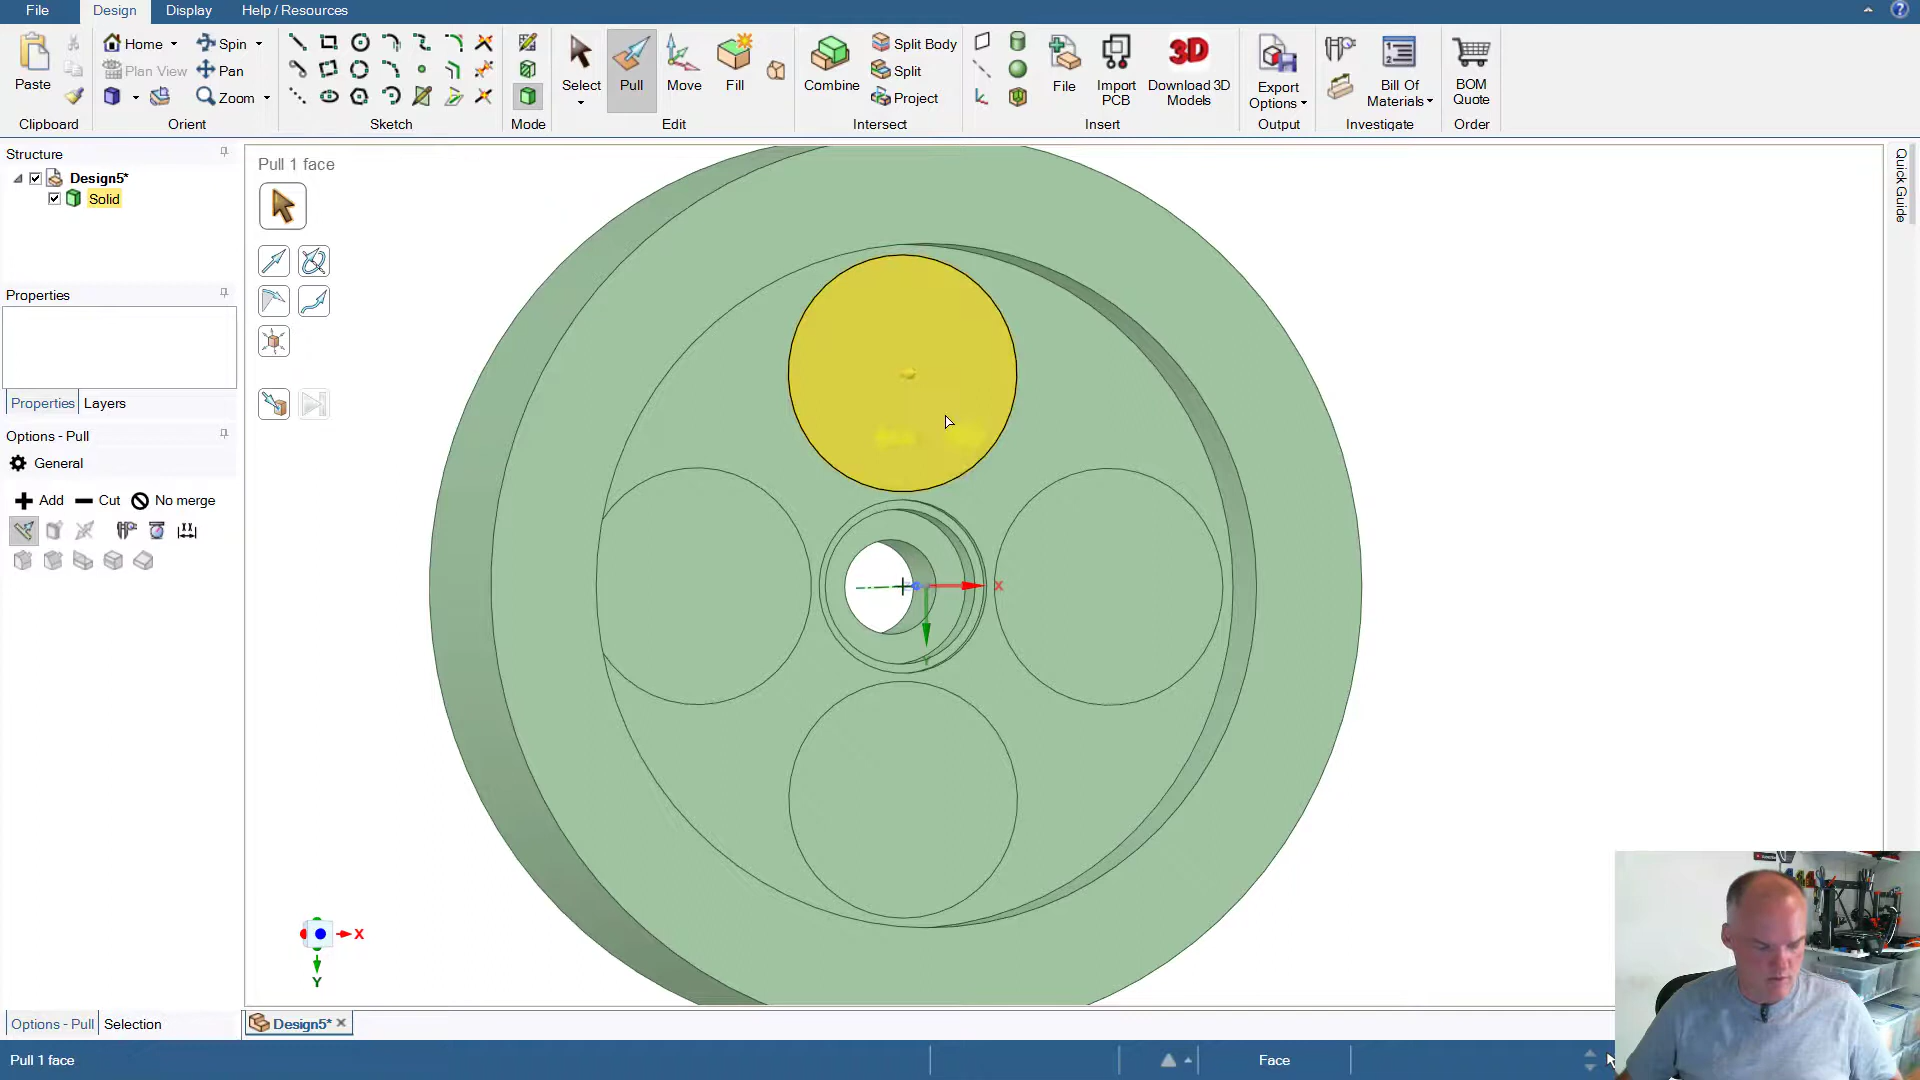 File Design Display Help / Resources
Paste
Clipboard
Home Spin
Plan View Pan
Zoom
Orient
Sketch
Mode
Select Pull Move Fill
Edit
Combine
Split Body
Split
Project
Intersect
File
Import PCB
3D
Download 3D Models
Insert
Export Options
Output
Bill Of Materials
Investigate
BOM Quote
Order
Structure
Design5*
Solid
Properties
Properties Layers
Options - Pull
General
Add Cut No merge
Options - Pull Selection
Pull 1 face
X
Y
X
Y
Quick Guide
Design5*
Pull 1 face
Face